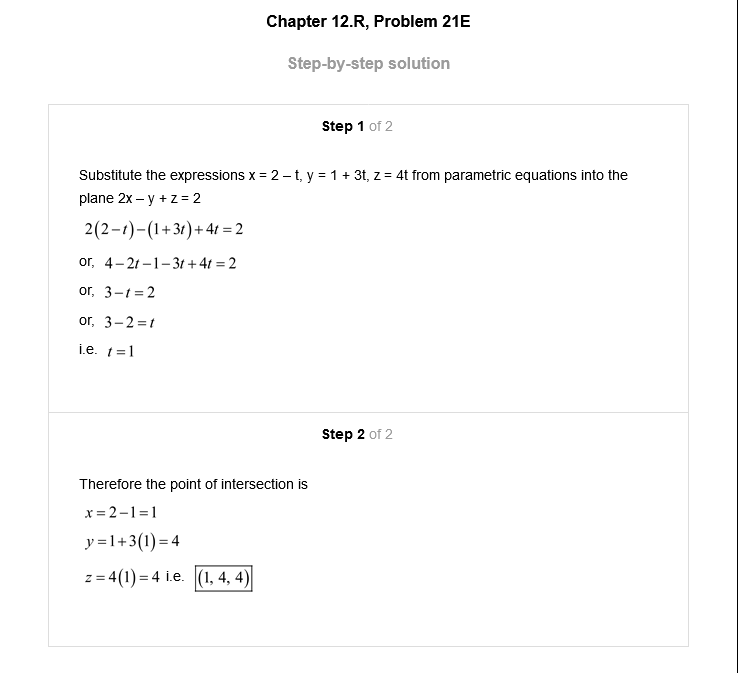 Chapter 12.R, Problem 21E
Step-by-step solution
Step 1 of 2
Substitute the expressions x = 2 – t, y = 1 + 3t, z = 4t from parametric equations into the
plane 2x – y + z = 2
2(2−t)−(1+3t)+4t=2
or, 4−2t−1−3t+4t=2
or, 3−t=2
or, 3−2=t
i.e. t=1
Step 2 of 2
Therefore the point of intersection is
x=2−1=1
y=1+3(1)=4
z=4(1)=4 i.e. (1, 4, 4)